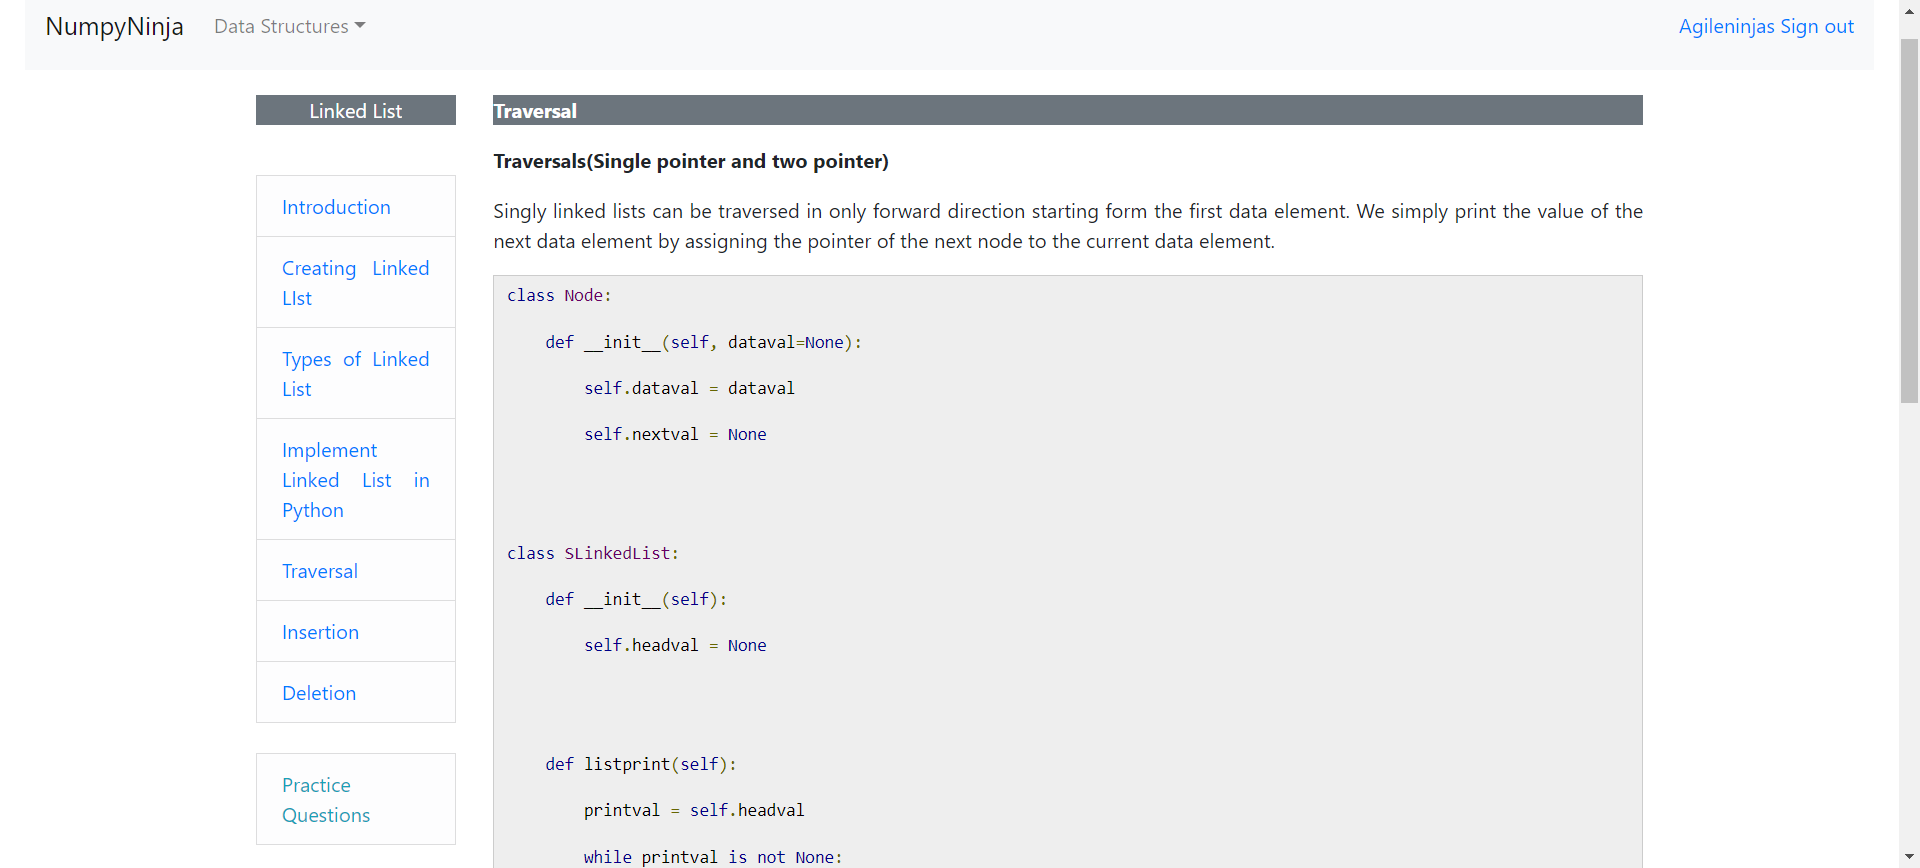 NumpyNinja Data Structures Agileninjas Sign out
Linked List
Introduction
Creating Linked
LIst
Types of Linked
List
Implement
Linked List in
Python
Traversal
Insertion
Deletion
Practice
Questions
Traversal
Traversals(Single pointer and two pointer)
Singly linked lists can be traversed in only forward direction starting form the first data element. We simply print the value of the
next data element by assigning the pointer of the next node to the current data element.
class Node:
    def __init__(self, dataval=None):
        self.dataval = dataval
        self.nextval = None
class SLinkedList:
    def __init__(self):
        self.headval = None
    def listprint(self):
        printval = self.headval
        while printval is not None: